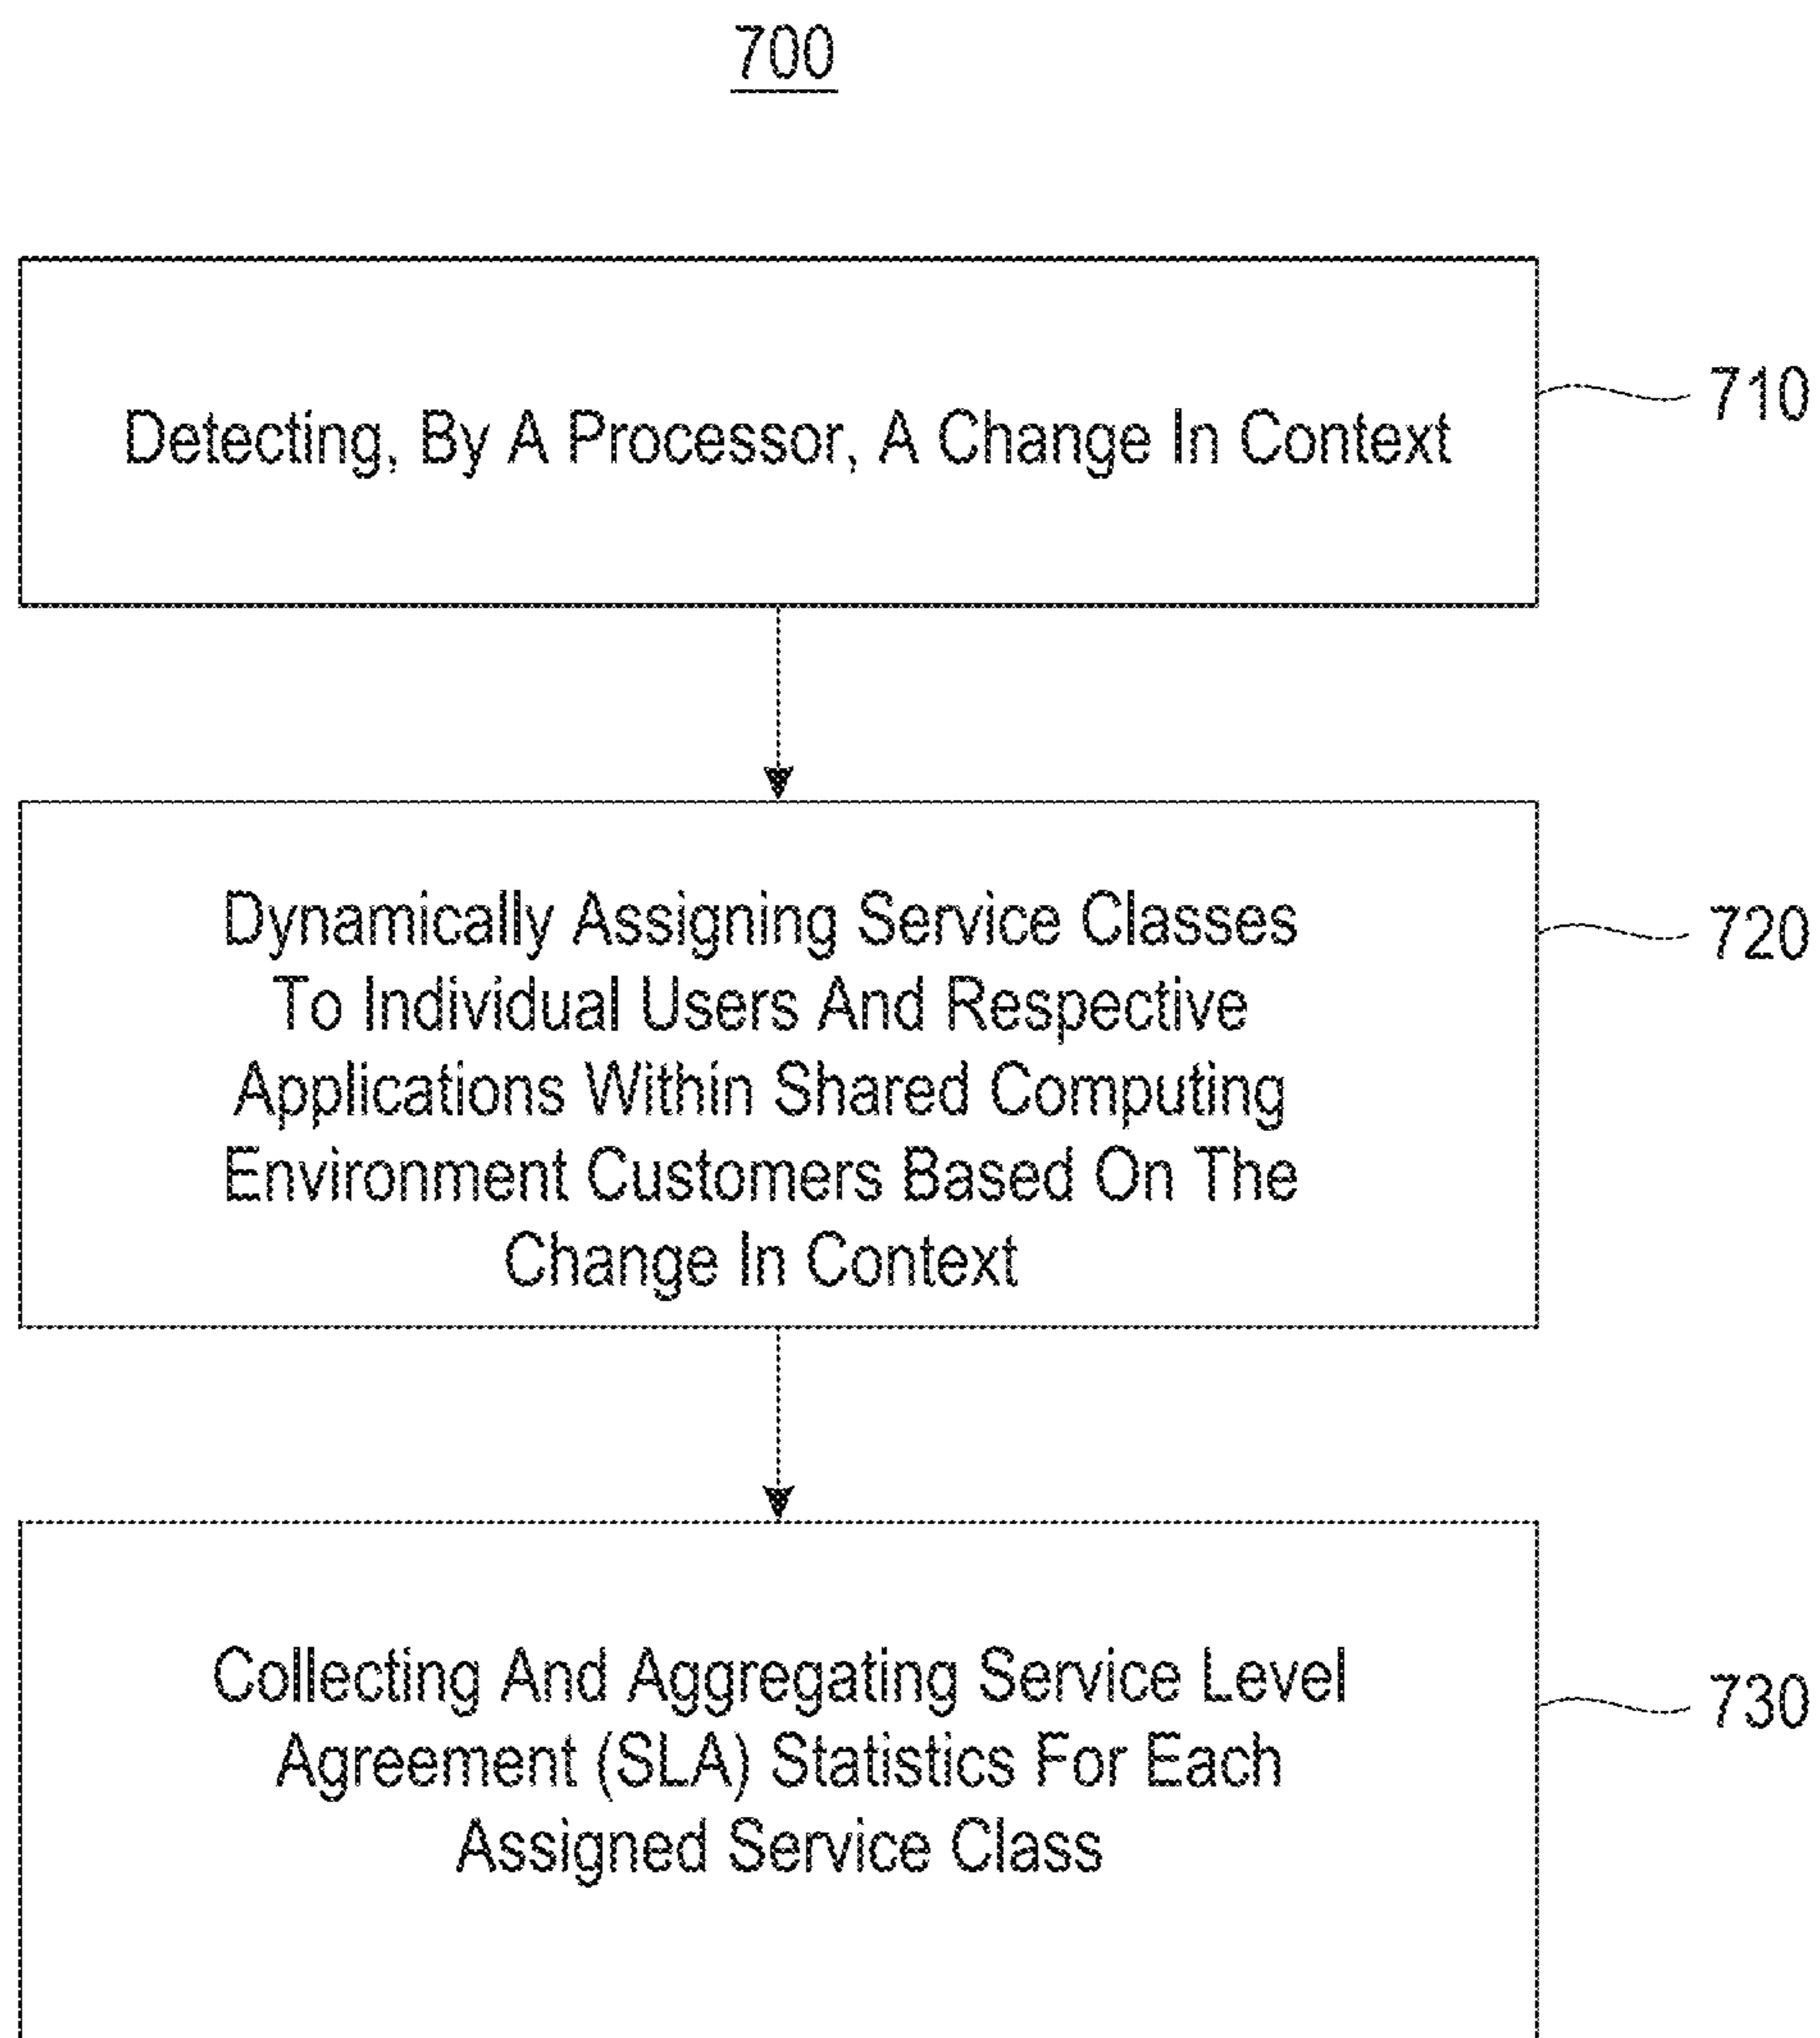 700
Detecting, By A Processor, A Change In Context
710
Dynamically Assigning Service Classes
To Individual Users And Respective
Applications Within Shared Computing
Environment Customers Based On The
Change In Context
720
Collecting And Aggregating Service Level
Agreement (SLA) Statistics For Each
Assigned Service Class
730